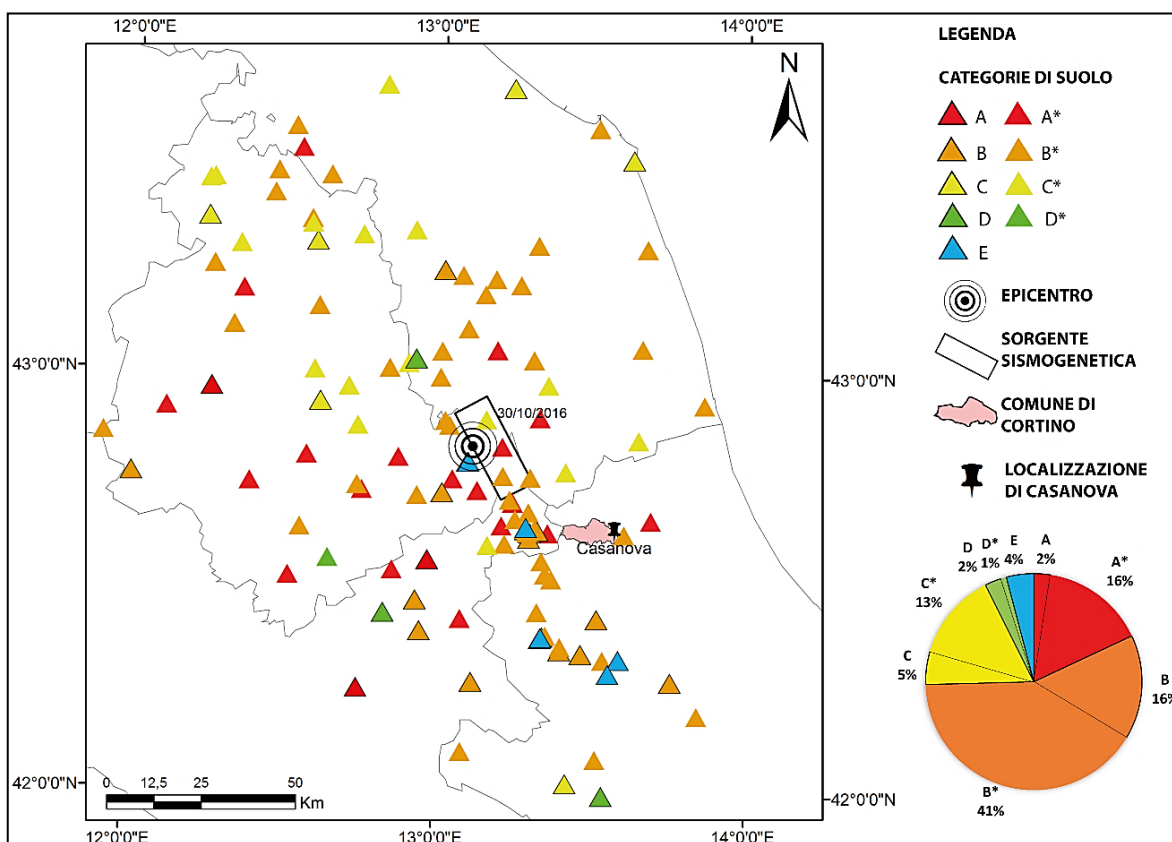 12°0'0"E
13°0'0"E
14°0'0"E
N
43°0'0"N
43°0'0"N
30/10/2016
Casanova
42°0'0"N
42°0'0"N
0 12,5 25 50
Km
12°0'0"E
13°0'0"E
14°0'0"E
LEGENDA
CATEGORIE DI SUOLO
A A*
B B*
C C*
D D*
E
EPICENTRO
SORGENTE
SISMOGENETICA
COMUNE DI
CORTINO
LOCALIZZAZIONE
DI CASANOVA
A
2%
A*
16%
B
16%
B*
41%
C
5%
C*
13%
D
2%
D*
1%
E
4%